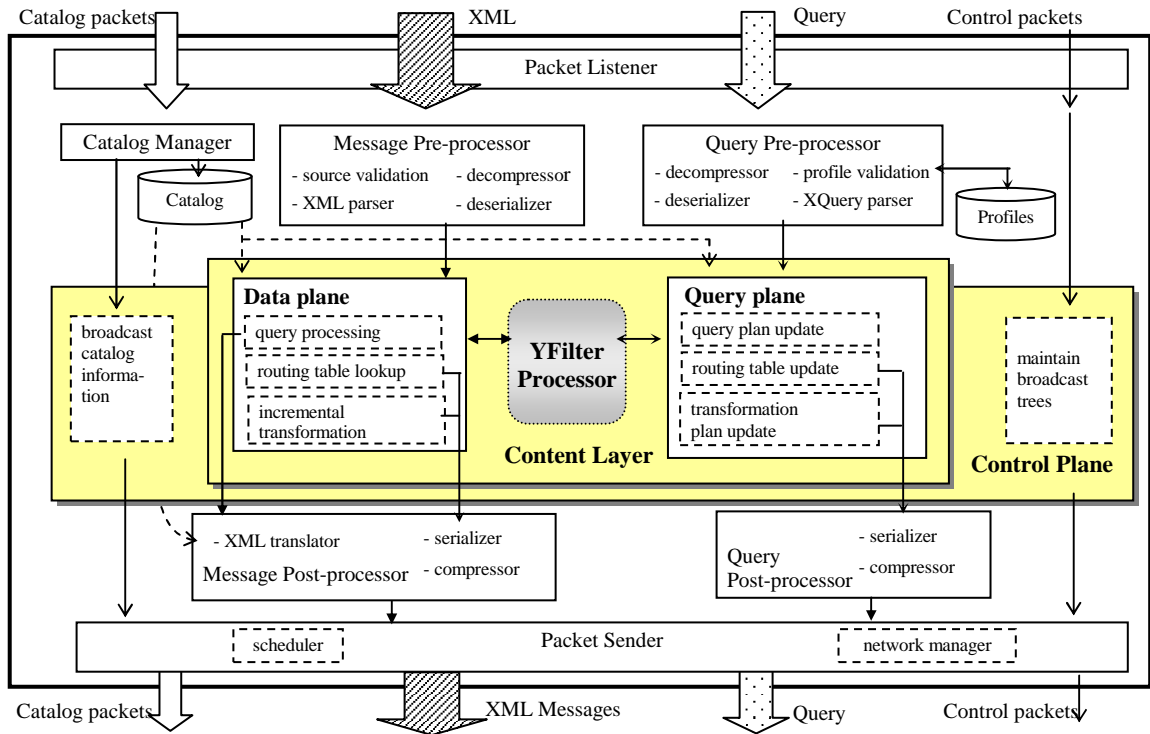 Catalog packets
XML
Query
Control packets
Packet Listener
Catalog Manager
Catalog
Message Pre-processor
- source validation
- decompressor
- XML parser
- deserializer
Query Pre-processor
- decompressor
- profile validation
- deserializer
- XQuery parser
Profiles
broadcast
catalog
informa-
tion
Data plane
query processing
routing table lookup
incremental
transformation
YFilter
Processor
Query plane
query plan update
routing table update
transformation
plan update
Content Layer
maintain
broadcast
trees
Control Plane
- XML translator
- serializer
Message Post-processor
- compressor
- serializer
Query
Post-processor
- compressor
scheduler
Packet Sender
network manager
Catalog packets
XML Messages
Query
Control packets